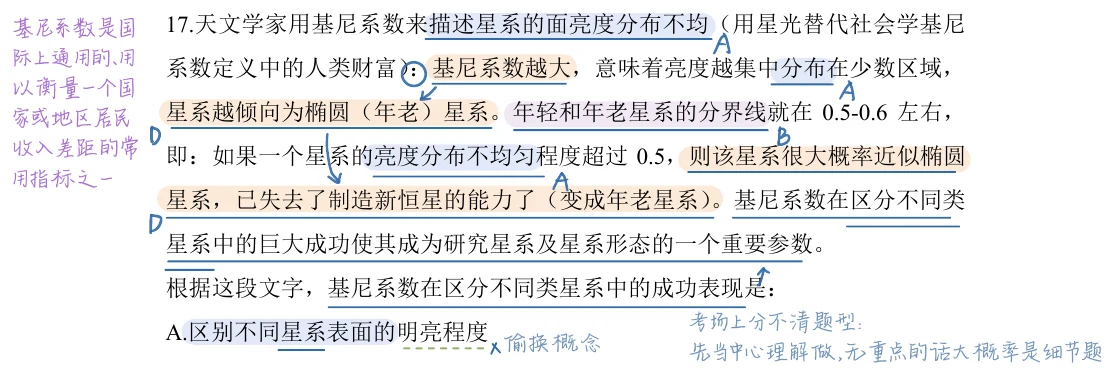 基尼系数是国
际上通用的、用
以衡量一个国
家或地区居民
收入差距的常
用指标之一
17.天文学家用基尼系数来描述星系的面亮度分布不均（用星光替代社会学基尼
A
系数定义中的人类财富）：基尼系数越大，意味着亮度越集中分布在少数区域，
A
星系越倾向为椭圆（年老）星系。年轻和年老星系的分界线就在 0.5-0.6 左右，
D
B
即：如果一个星系的亮度分布不均匀程度超过 0.5，则该星系很大概率近似椭圆
A
星系，已失去了制造新恒星的能力了（变成年老星系）。基尼系数在区分不同类
D
星系中的巨大成功使其成为研究星系及星系形态的一个重要参数。
根据这段文字，基尼系数在区分不同类星系中的成功表现是：
A.区别不同星系表面的明亮程度
x 偷换概念
考场上分不清题型：
先当中心理解做,无重点的话大概率是细节题